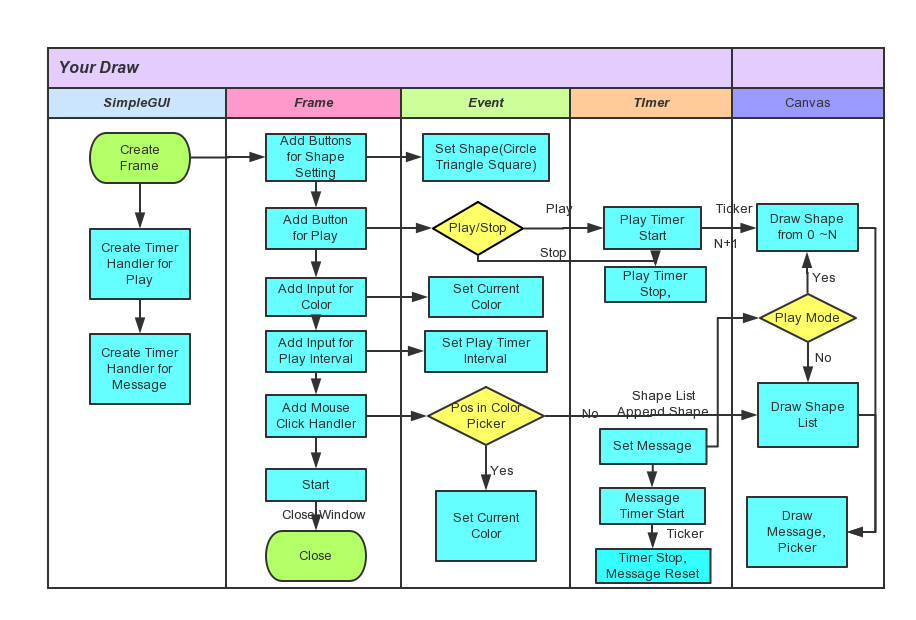 Your Draw
SimpleGUI
Frame
Event
TImer
Canvas
Create
Frame
Create Timer
Handler for
Play
Create Timer
Handler for
Message
Add Buttons
for Shape
Setting
Add Button
for Play
Add Input for
Color
Add Input for
Play Interval
Add Mouse
Click Handler
Start
Close Window
Close
Set Shape(Circle
Triangle Square)
Play/Stop
Play
Stop
Set Current
Color
Set Play Timer
Interval
Pos in Color
Picker
No
Yes
Set Current
Color
Play Timer
Start
Play Timer
Stop,
Shape List
Append Shape
Set Message
Message
Timer Start
Ticker
Timer Stop,
Message Reset
Ticker
N+1
Draw Shape
from 0 ~N
Yes
Play Mode
No
Draw Shape
List
Draw
Message,
Picker